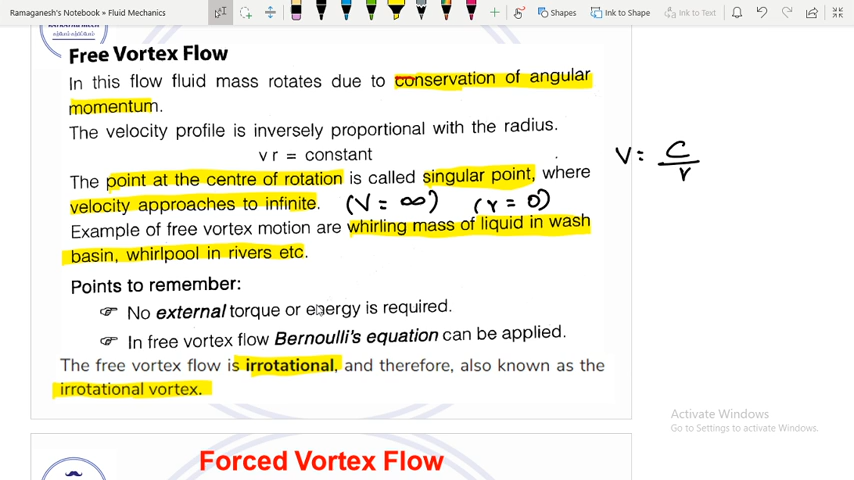 Ramaganesh's Notebook » Fluid Mechanics
Shapes
Ink to Shape
Ink to Text
Free Vortex Flow
In this flow fluid mass rotates due to conservation of angular
momentum.
The velocity profile is inversely proportional with the radius.
v r = constant
V = C/r
The point at the centre of rotation is called singular point, where
velocity approaches to infinite. (V = ∞) (r = 0)
Example of free vortex motion are whirling mass of liquid in wash
basin, whirlpool in rivers etc.
Points to remember:
☞ No external torque or energy is required.
☞ In free vortex flow Bernoulli's equation can be applied.
The free vortex flow is irrotational, and therefore, also known as the
irrotational vortex.
Activate Windows
Go to Settings to activate Windows.
Forced Vortex Flow